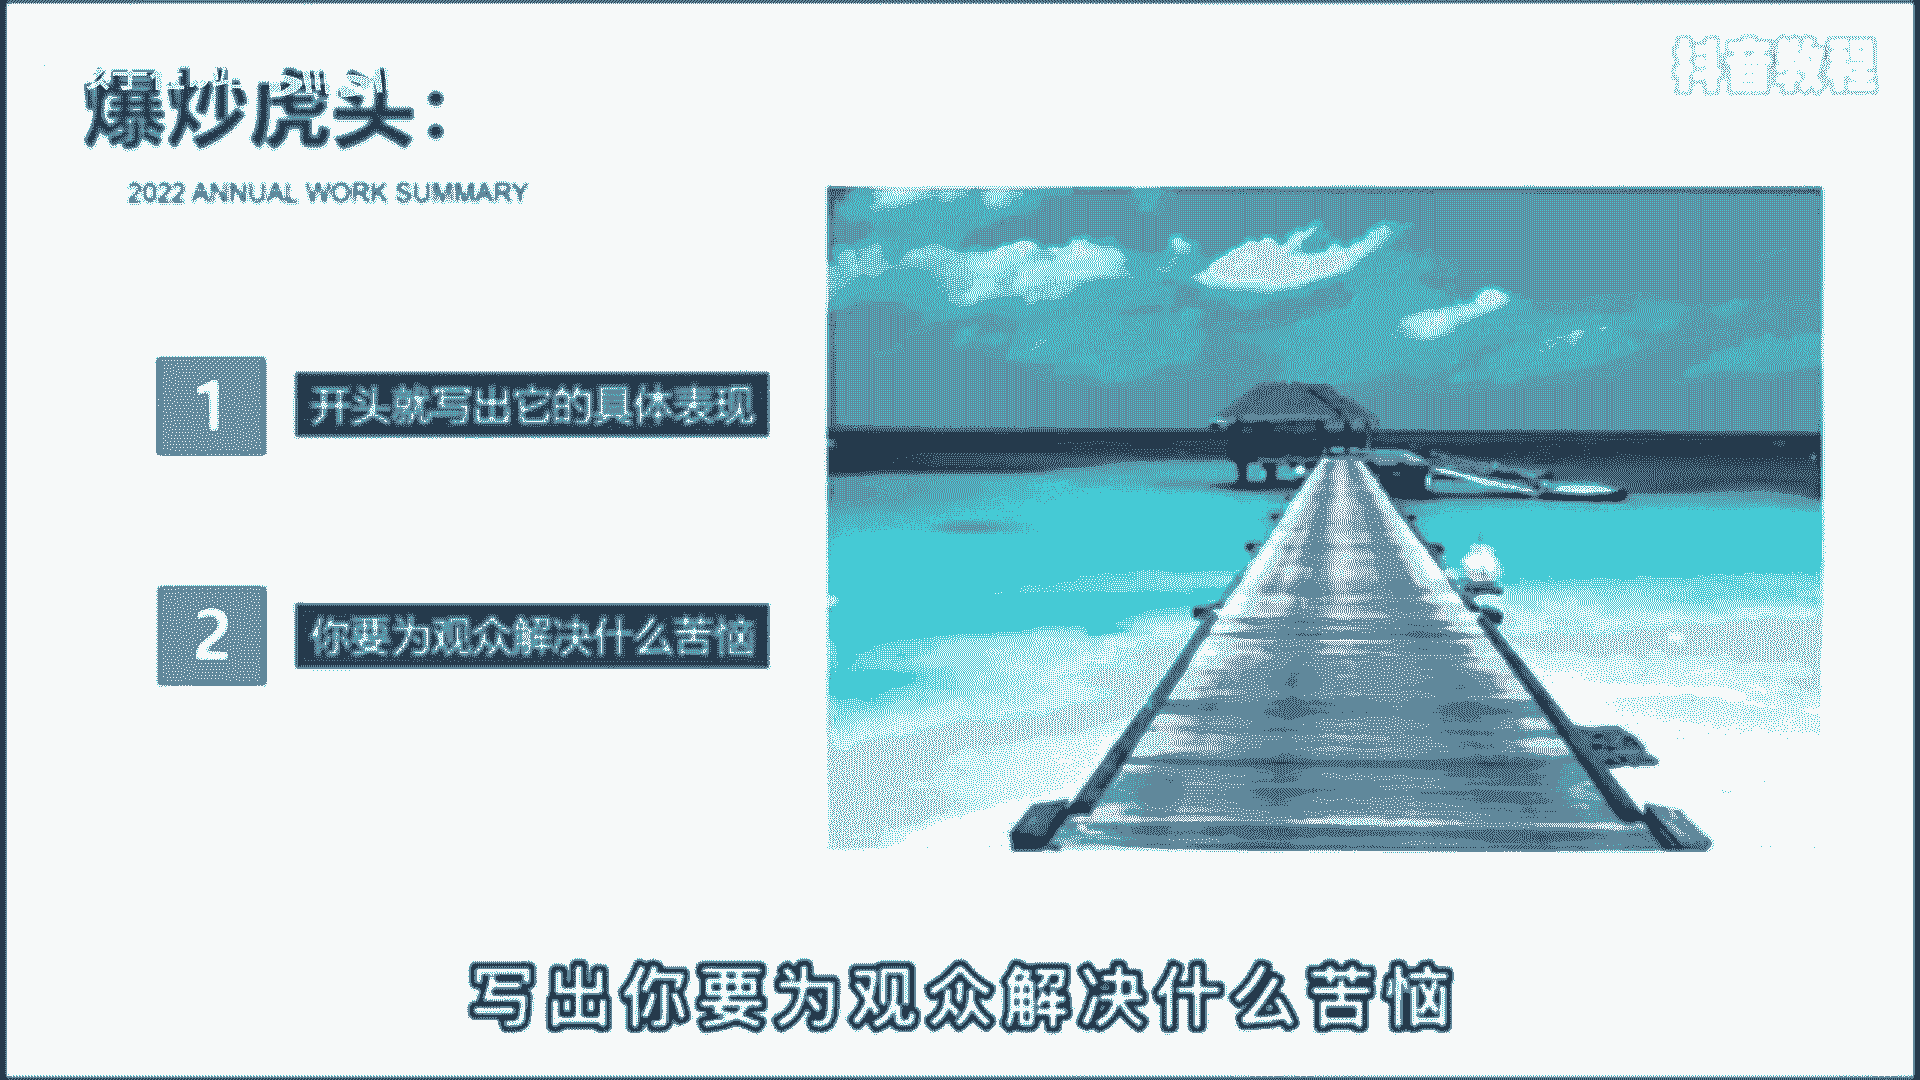 抖音教程
爆炒虎头：
2022 ANNUAL WORK SUMMARY
1
开头就写出它的具体表现
2
你要为观众解决什么苦恼
写出你要为观众解决什么苦恼